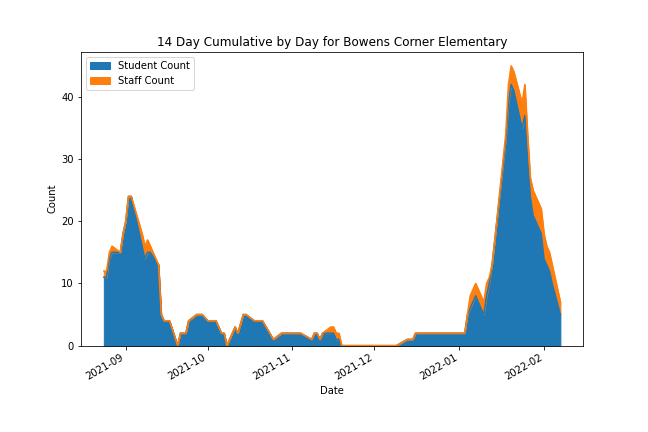 14 Day Cumulative by Day for Bowens Corner Elementary
Student Count
Staff Count
40
30
20
10
0
Count
2021-09
2021-10
2021-11
2021-12
2022-01
2022-02
Date